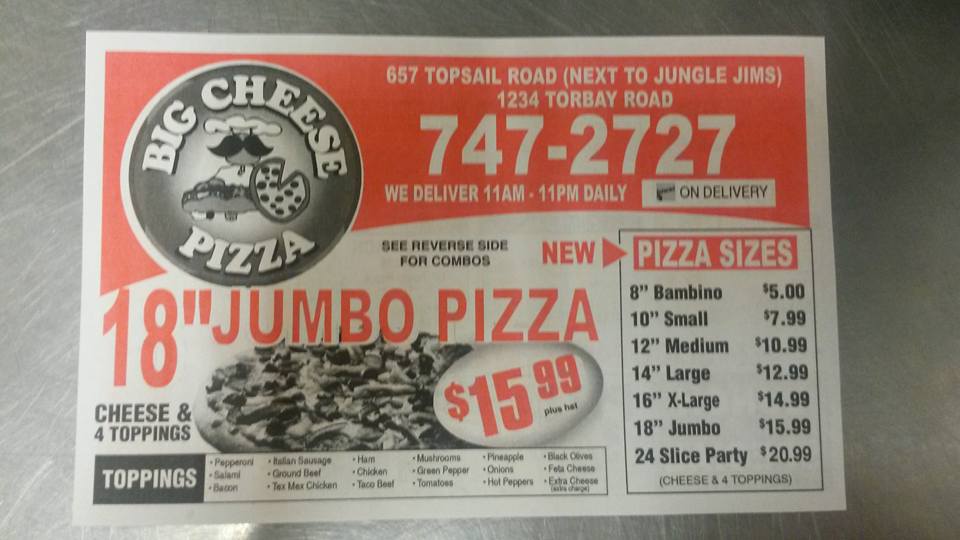 BIG CHEESE
PIZZA
657 TOPSAIL ROAD (NEXT TO JUNGLE JIMS)
1234 TORBAY ROAD
747-2727
WE DELIVER 11AM - 11PM DAILY
ON DELIVERY
SEE REVERSE SIDE
FOR COMBOS
NEW
PIZZA SIZES
8" Bambino $5.00
10" Small $7.99
12" Medium $10.99
14" Large $12.99
16" X-Large $14.99
18" Jumbo $15.99
24 Slice Party $20.99
(CHEESE & 4 TOPPINGS)
18" JUMBO PIZZA
$15.99
plus hst
CHEESE &
4 TOPPINGS
TOPPINGS
• Pepperoni • Italian Sausage • Ham • Mushrooms • Pineapple • Black Olives
• Salami • Ground Beef • Chicken • Green Pepper • Onions • Feta Cheese
• Bacon • Tex Mex Chicken • Taco Beef • Tomatoes • Hot Peppers • Extra Cheese
(extra charge)